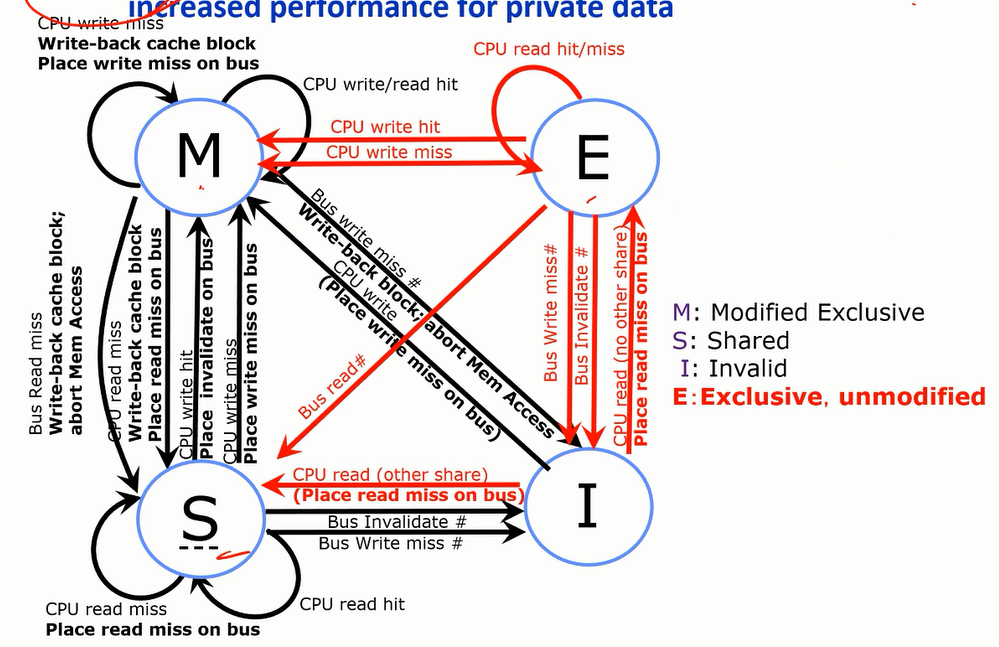 increased performance for private data
CPU write miss
Write-back cache block
Place write miss on bus
CPU read hit/miss
CPU write/read hit
M
E
CPU write hit
CPU write miss
Bus Read miss
Write-back cache block;
abort Mem Access
CPU read miss
Write-back cache block
Place read miss on bus
CPU write hit
Place invalidate on bus
CPU write miss
Place write miss on bus
Bus write miss #
Write-back block; abort Mem Access
CPU write
(Place write miss on bus)
Bus read#
Bus Write miss#
Bus Invalidate #
CPU read (no other share)
Place read miss on bus
M: Modified Exclusive
S: Shared
I: Invalid
E:Exclusive, unmodified
CPU read (other share)
(Place read miss on bus)
S
I
Bus Invalidate #
Bus Write miss #
CPU read hit
CPU read miss
Place read miss on bus